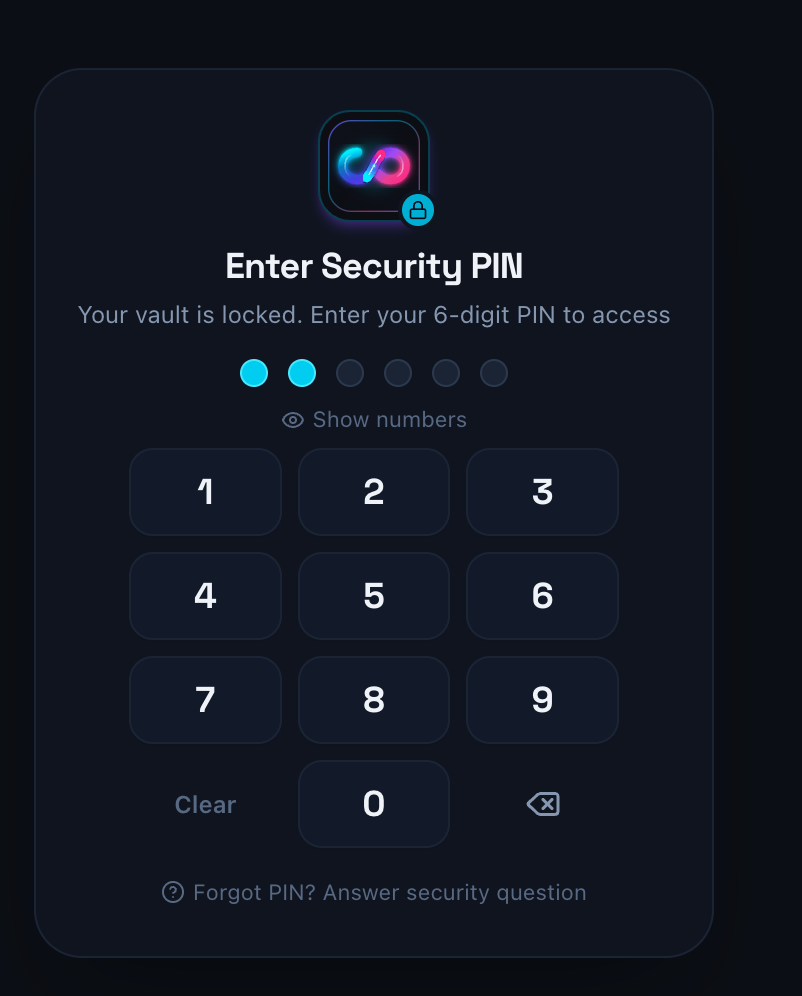 Enter Security PIN
Your vault is locked. Enter your 6-digit PIN to access
Show numbers
1 2 3
4 5 6
7 8 9
Clear 0
Forgot PIN? Answer security question